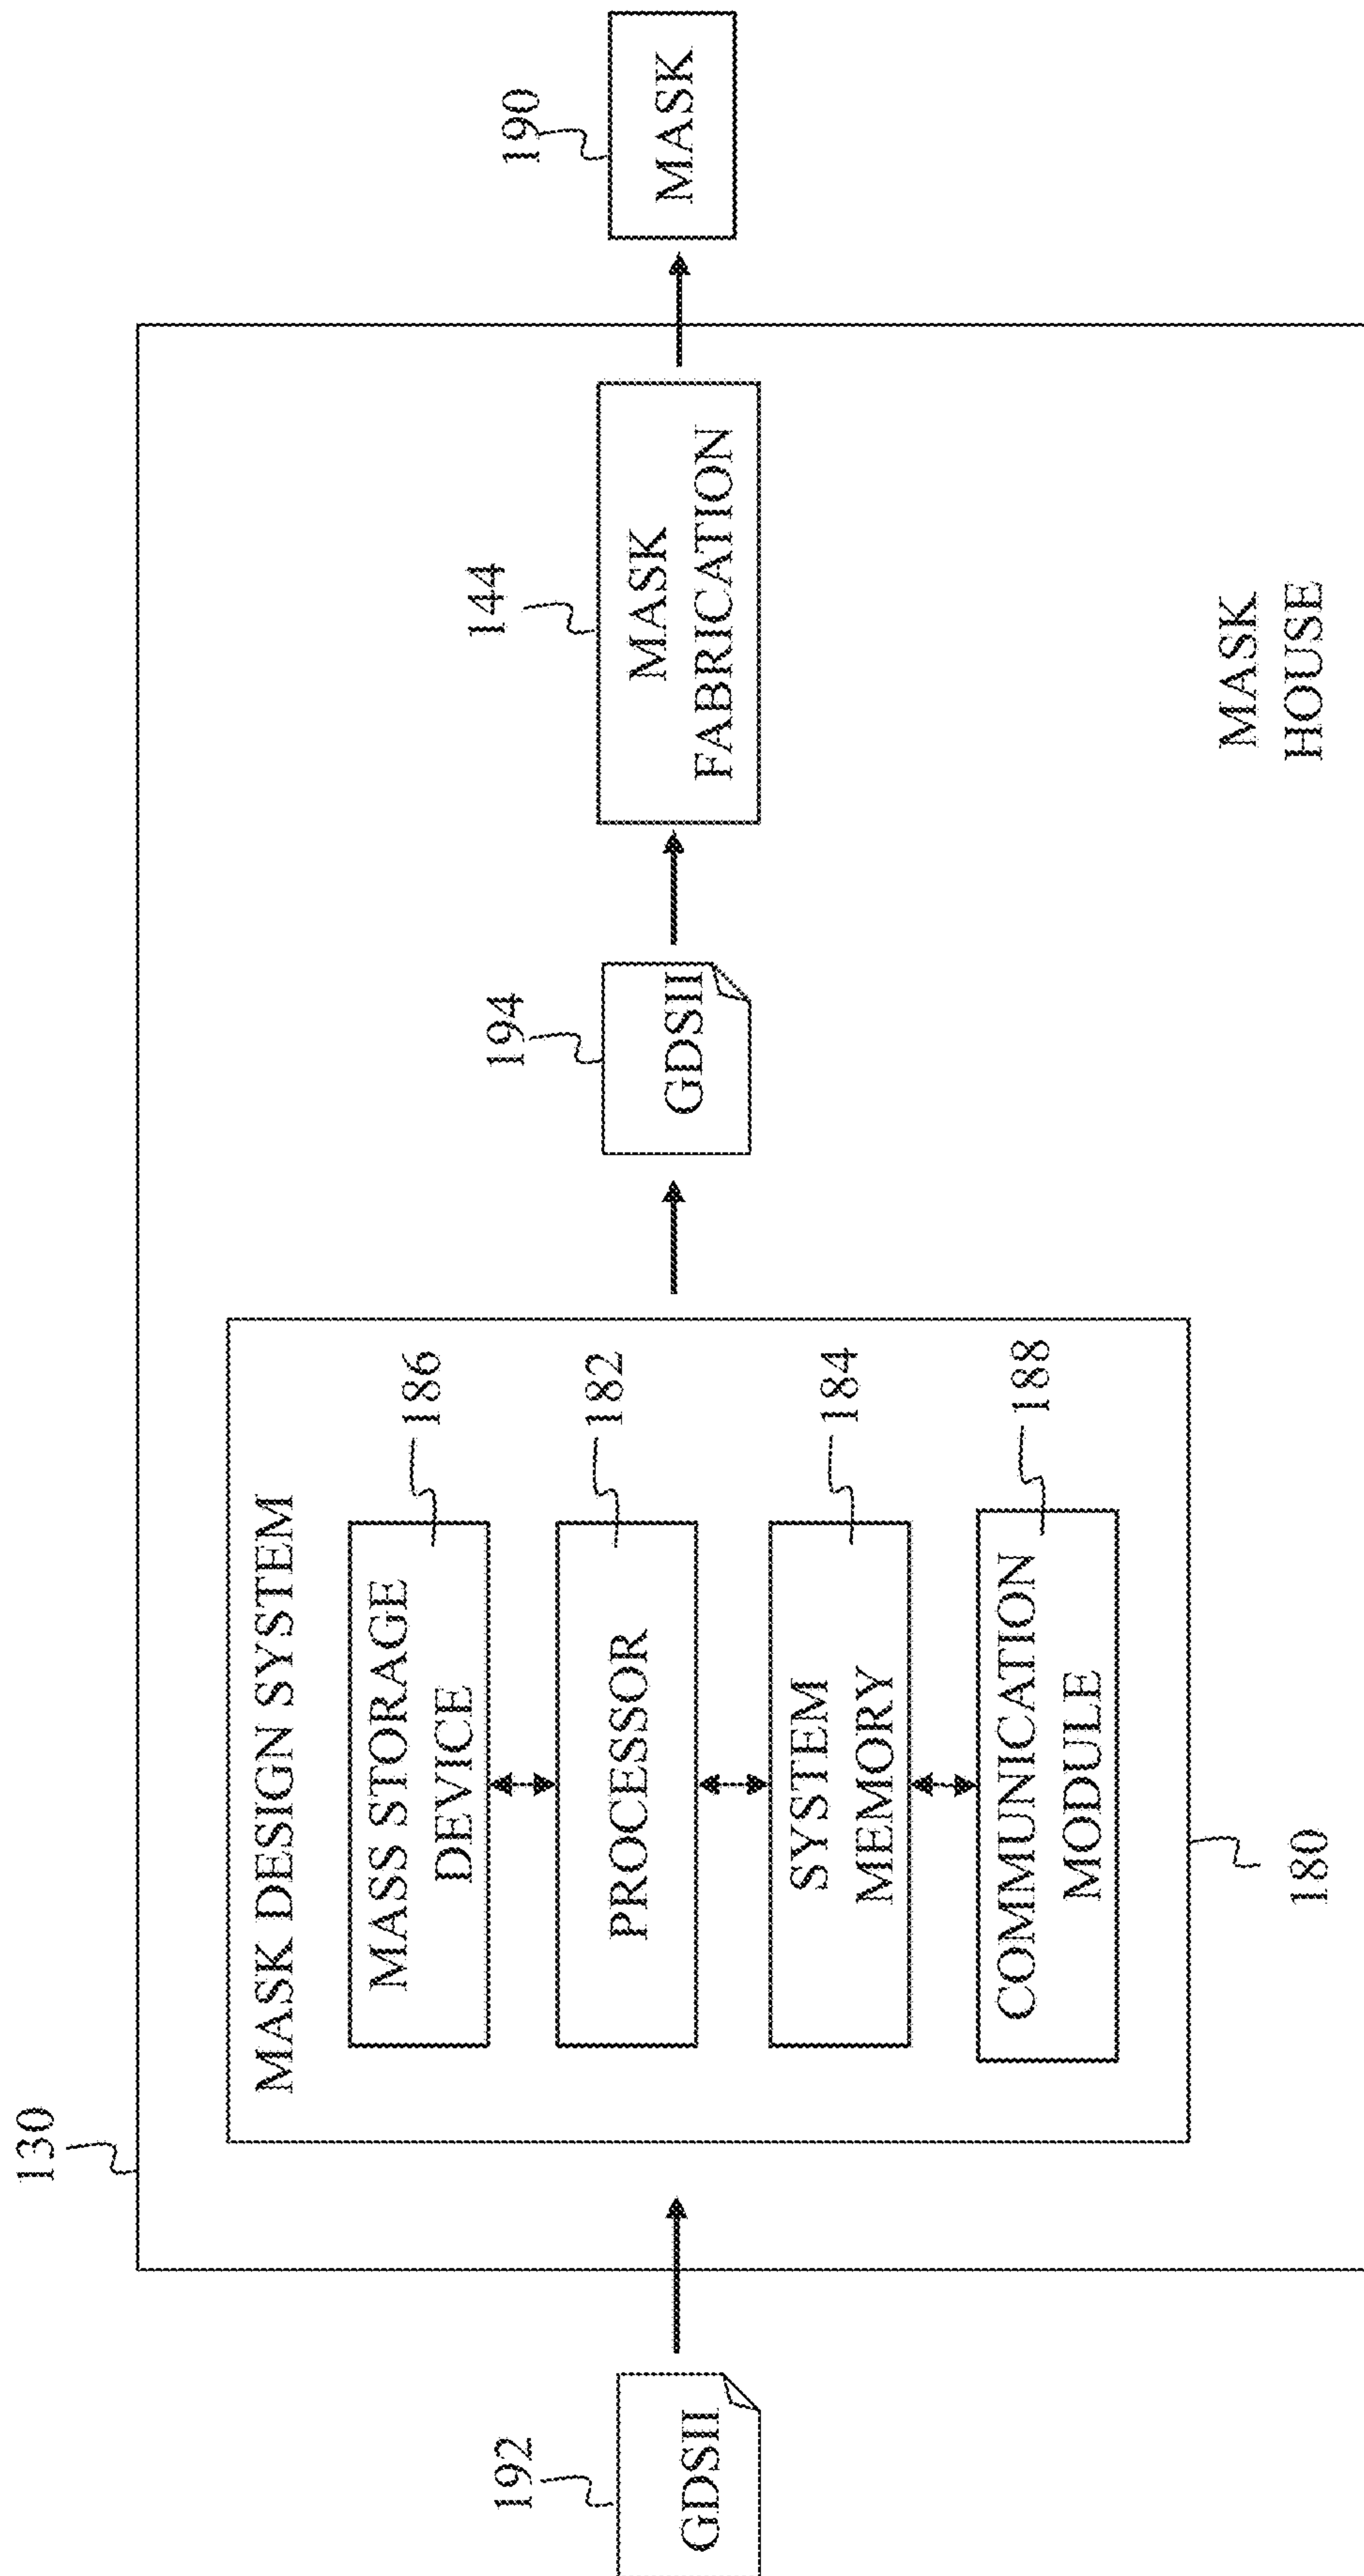 130
MASK DESIGN SYSTEM
MASS STORAGE
DEVICE
186
PROCESSOR
182
SYSTEM
MEMORY
184
COMMUNICATION
MODULE
188
180
192
GDSII
194
GDSII
144
MASK
FABRICATION
190
MASK
MASK
HOUSE